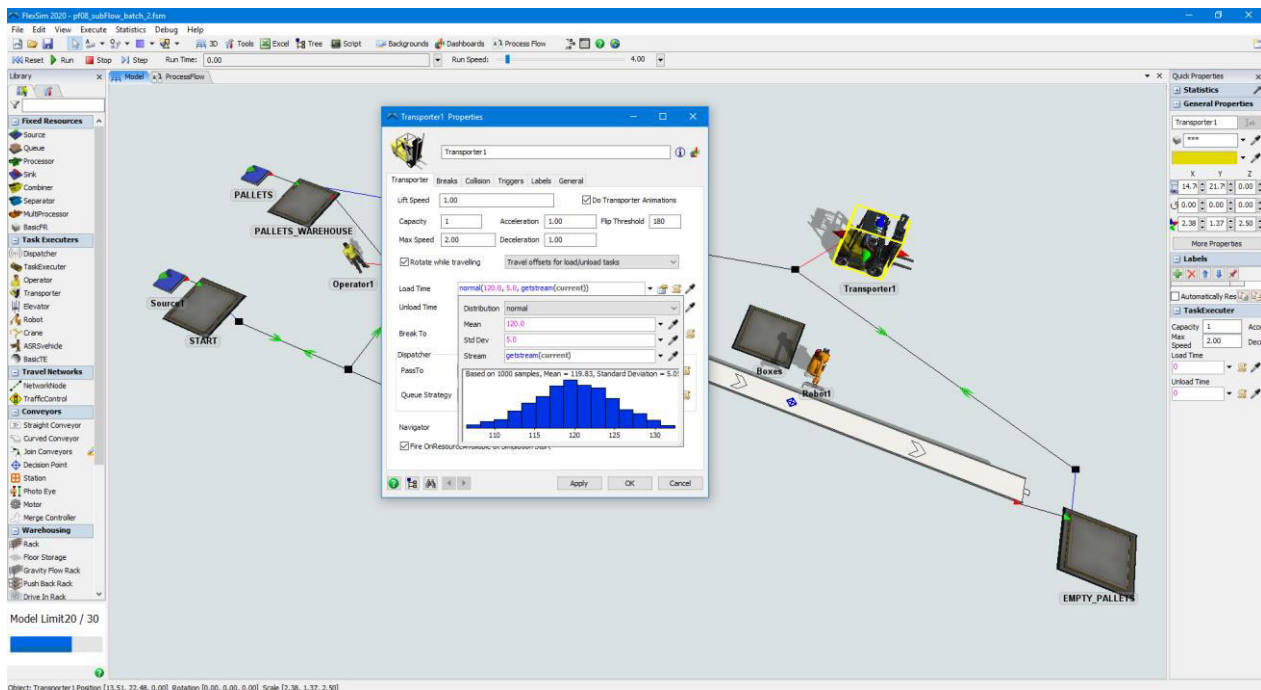 FlexSim 2020 - pf08_subFlow_batch_2.fsm
File Edit View Execute Statistics Debug Help
3D Tools Excel Tree Script Backgrounds Dashboards Process Flow
Reset Run Stop Step Run Time: 0.00 Run Speed: 4.00
Library
Model ProcessFlow
Fixed Resources
Source
Queue
Processor
Sink
Combiner
Separator
MultiProcessor
BasicFR
Task Executers
Dispatcher
TaskExecuter
Operator
Transporter
Elevator
Robot
Crane
ASRSvehicle
BasicTE
Travel Networks
NetworkNode
TrafficControl
Conveyors
Straight Conveyor
Curved Conveyor
Join Conveyors
Decision Point
Station
Photo Eye
Motor
Merge Controller
Warehousing
Rack
Floor Storage
Gravity Flow Rack
Push Back Rack
Drive In Rack
Model Limit20 / 30
PALLETS
PALLETS_WAREHOUSE
Operator1
Source1
START
Transporter1 Properties
Transporter1
Transporter Breaks Collision Triggers Labels General
Lift Speed 1.00 Do Transporter Animations
Capacity 1 Acceleration 1.00 Flip Threshold 180
Max Speed 2.00 Deceleration 1.00
Rotate while travelling Travel offsets for load/unload tasks
Load Time normal(120.0, 5.0, getstream(current))
Unload Time
Distribution normal
Mean 120.0
Break To
Std Dev 5.0
Dispatcher
Stream getstream(current)
PassTo
Based on 1000 samples, Mean = 119.83, Standard Deviation = 5.0
Queue Strategy
110 115 120 125 130
Navigator
Apply OK Cancel
Transporter1
Boxes
Robot1
EMPTY_PALLETS
Quick Properties
Statistics
General Properties
Transporter1
***
X Y Z
14.7 21.7 0.00
0.00 0.00 0.00
2.38 1.37 2.50
More Properties
Labels
Automatically Res
TaskExecuter
Capacity 1 Acce
Max Speed 2.00 Dec
Load Time
0
Unload Time
0
Object: Transporter1 Position [13.51, 22.48, 0.00] Rotation [0.00, 0.00, 0.00] Scale [2.38, 1.37, 2.50]